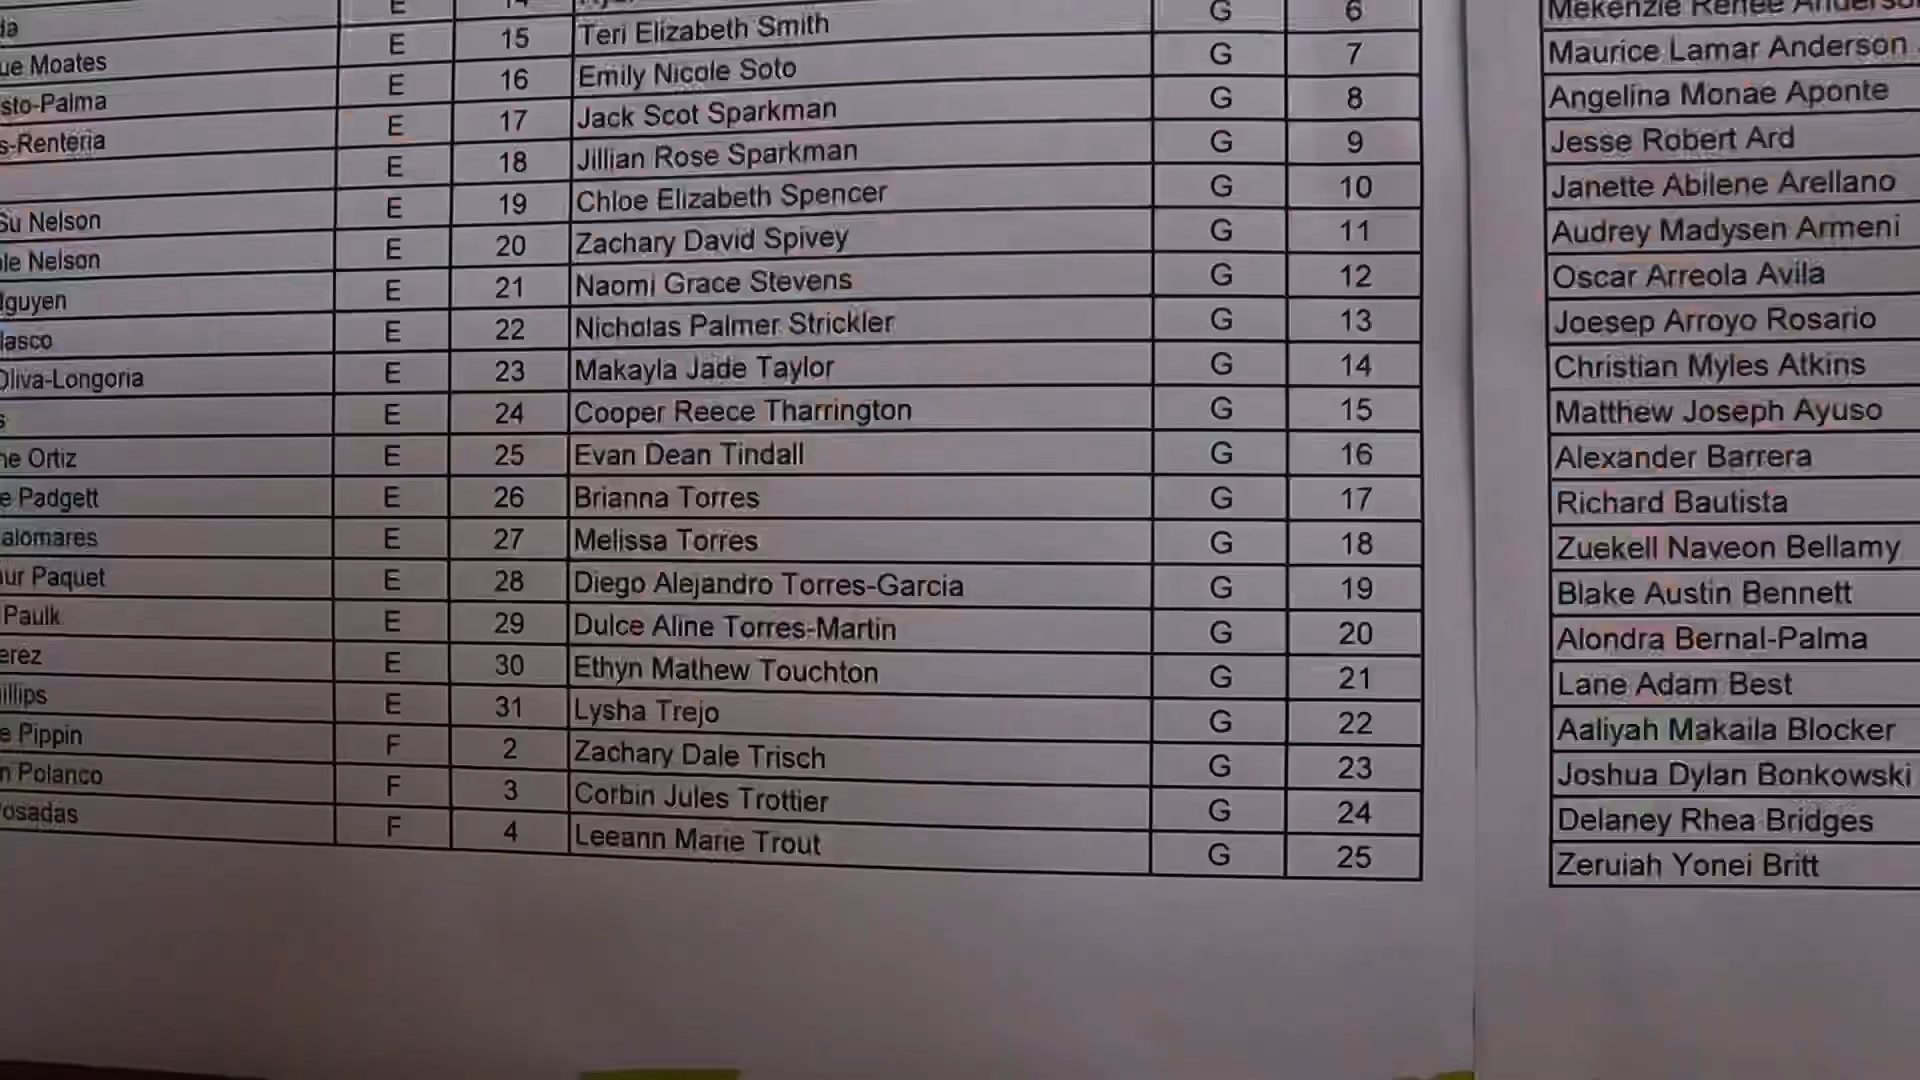 E 14
ue Moates E 15 Teri Elizabeth Smith G 6 Mekenzie Renee Anderson
sto-Palma E 16 Emily Nicole Soto G 7 Maurice Lamar Anderson
s-Renteria E 17 Jack Scot Sparkman G 8 Angelina Monae Aponte
E 18 Jillian Rose Sparkman G 9 Jesse Robert Ard
Su Nelson E 19 Chloe Elizabeth Spencer G 10 Janette Abilene Arellano
le Nelson E 20 Zachary David Spivey G 11 Audrey Madysen Armeni
Nguyen E 21 Naomi Grace Stevens G 12 Oscar Arreola Avila
lasco E 22 Nicholas Palmer Strickler G 13 Joesep Arroyo Rosario
Oliva-Longoria E 23 Makayla Jade Taylor G 14 Christian Myles Atkins
s E 24 Cooper Reece Tharrington G 15 Matthew Joseph Ayuso
ne Ortiz E 25 Evan Dean Tindall G 16 Alexander Barrera
e Padgett E 26 Brianna Torres G 17 Richard Bautista
alomares E 27 Melissa Torres G 18 Zuekell Naveon Bellamy
ur Paquet E 28 Diego Alejandro Torres-Garcia G 19 Blake Austin Bennett
Paulk E 29 Dulce Aline Torres-Martin G 20 Alondra Bernal-Palma
erez E 30 Ethyn Mathew Touchton G 21 Lane Adam Best
illips E 31 Lysha Trejo G 22 Aaliyah Makaila Blocker
e Pippin F 2 Zachary Dale Trisch G 23 Joshua Dylan Bonkowski
n Polanco F 3 Corbin Jules Trottier G 24 Delaney Rhea Bridges
osadas F 4 Leeann Marie Trout G 25 Zeruiah Yonei Britt